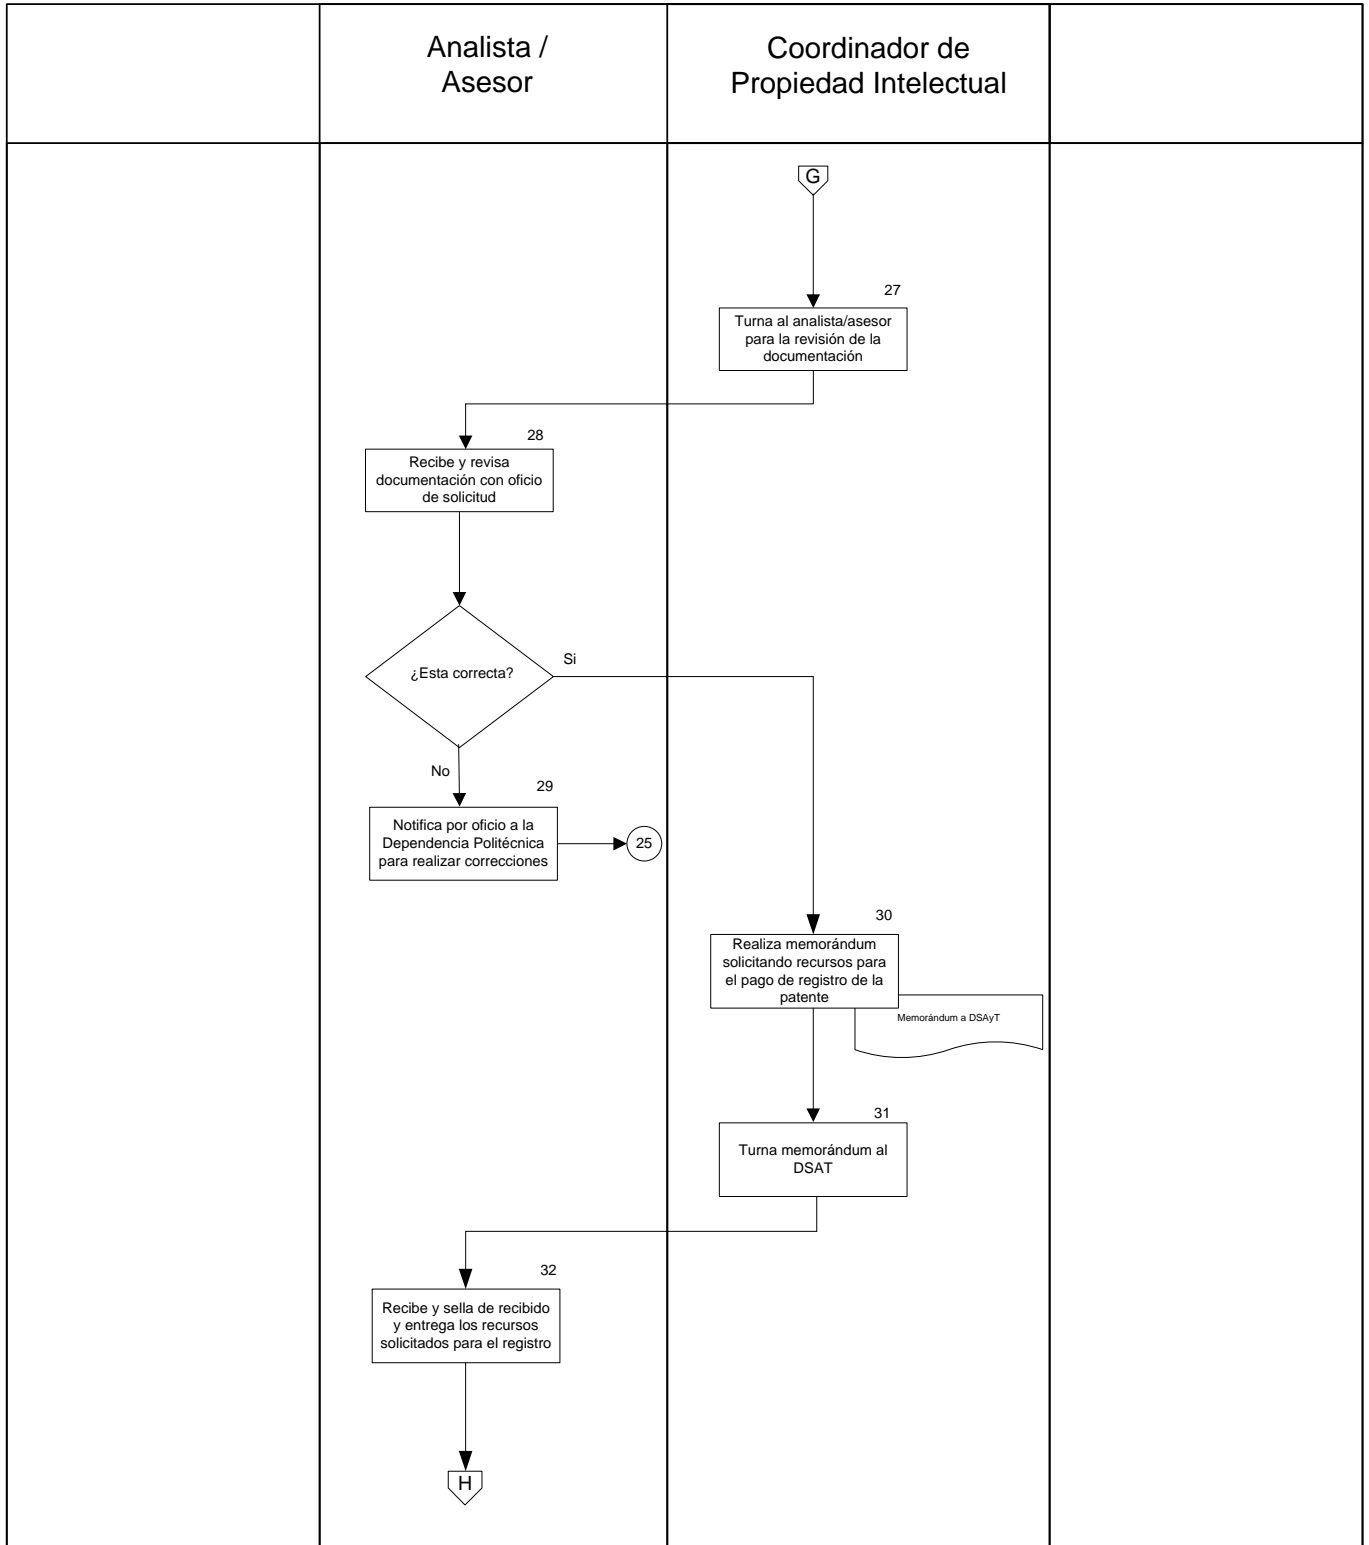 Analista /
Asesor
Coordinador de
Propiedad Intelectual
G
27
Turna al analista/asesor
para la revisión de la
documentación
28
Recibe y revisa
documentación con oficio
de solicitud
¿Esta correcta?
Si
No
29
Notifica por oficio a la
Dependencia Politécnica
para realizar correcciones
25
30
Realiza memorándum
solicitando recursos para
el pago de registro de la
patente
Memorándum a DSAyT
31
Turna memorándum al
DSAT
32
Recibe y sella de recibido
y entrega los recursos
solicitados para el registro
H